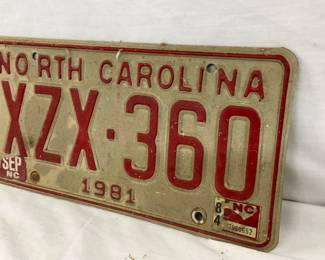 NORTH CAROLINA
XZX·360
SEP
NC
1981
84
NC